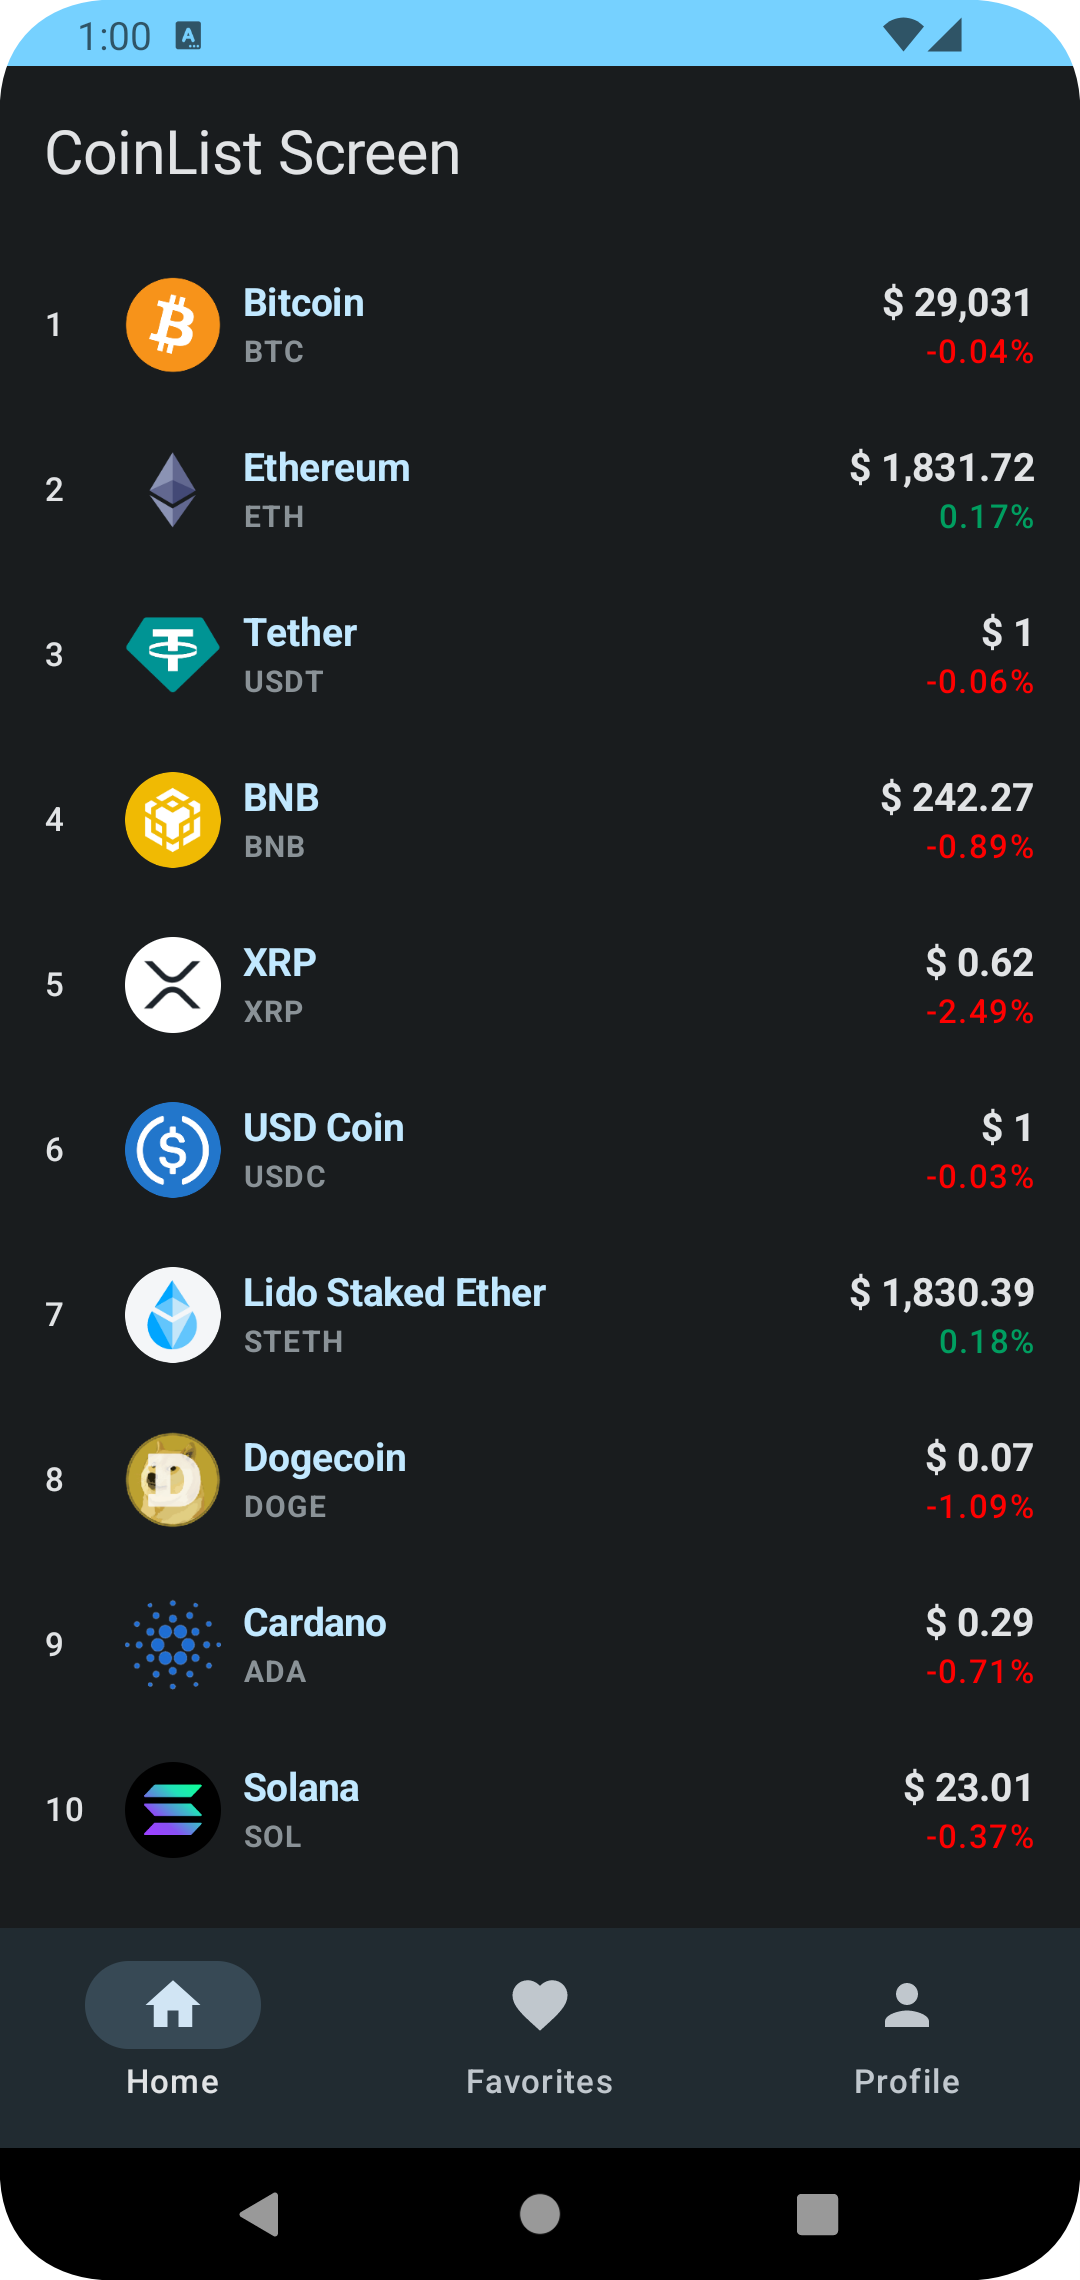 1:00
CoinList Screen
1
Bitcoin
BTC
$ 29,031
-0.04%
2
Ethereum
ETH
$ 1,831.72
0.17%
3
Tether
USDT
$ 1
-0.06%
4
BNB
BNB
$ 242.27
-0.89%
5
XRP
XRP
$ 0.62
-2.49%
6
USD Coin
USDC
$ 1
-0.03%
7
Lido Staked Ether
STETH
$ 1,830.39
0.18%
8
Dogecoin
DOGE
$ 0.07
-1.09%
9
Cardano
ADA
$ 0.29
-0.71%
10
Solana
SOL
$ 23.01
-0.37%
Home
Favorites
Profile